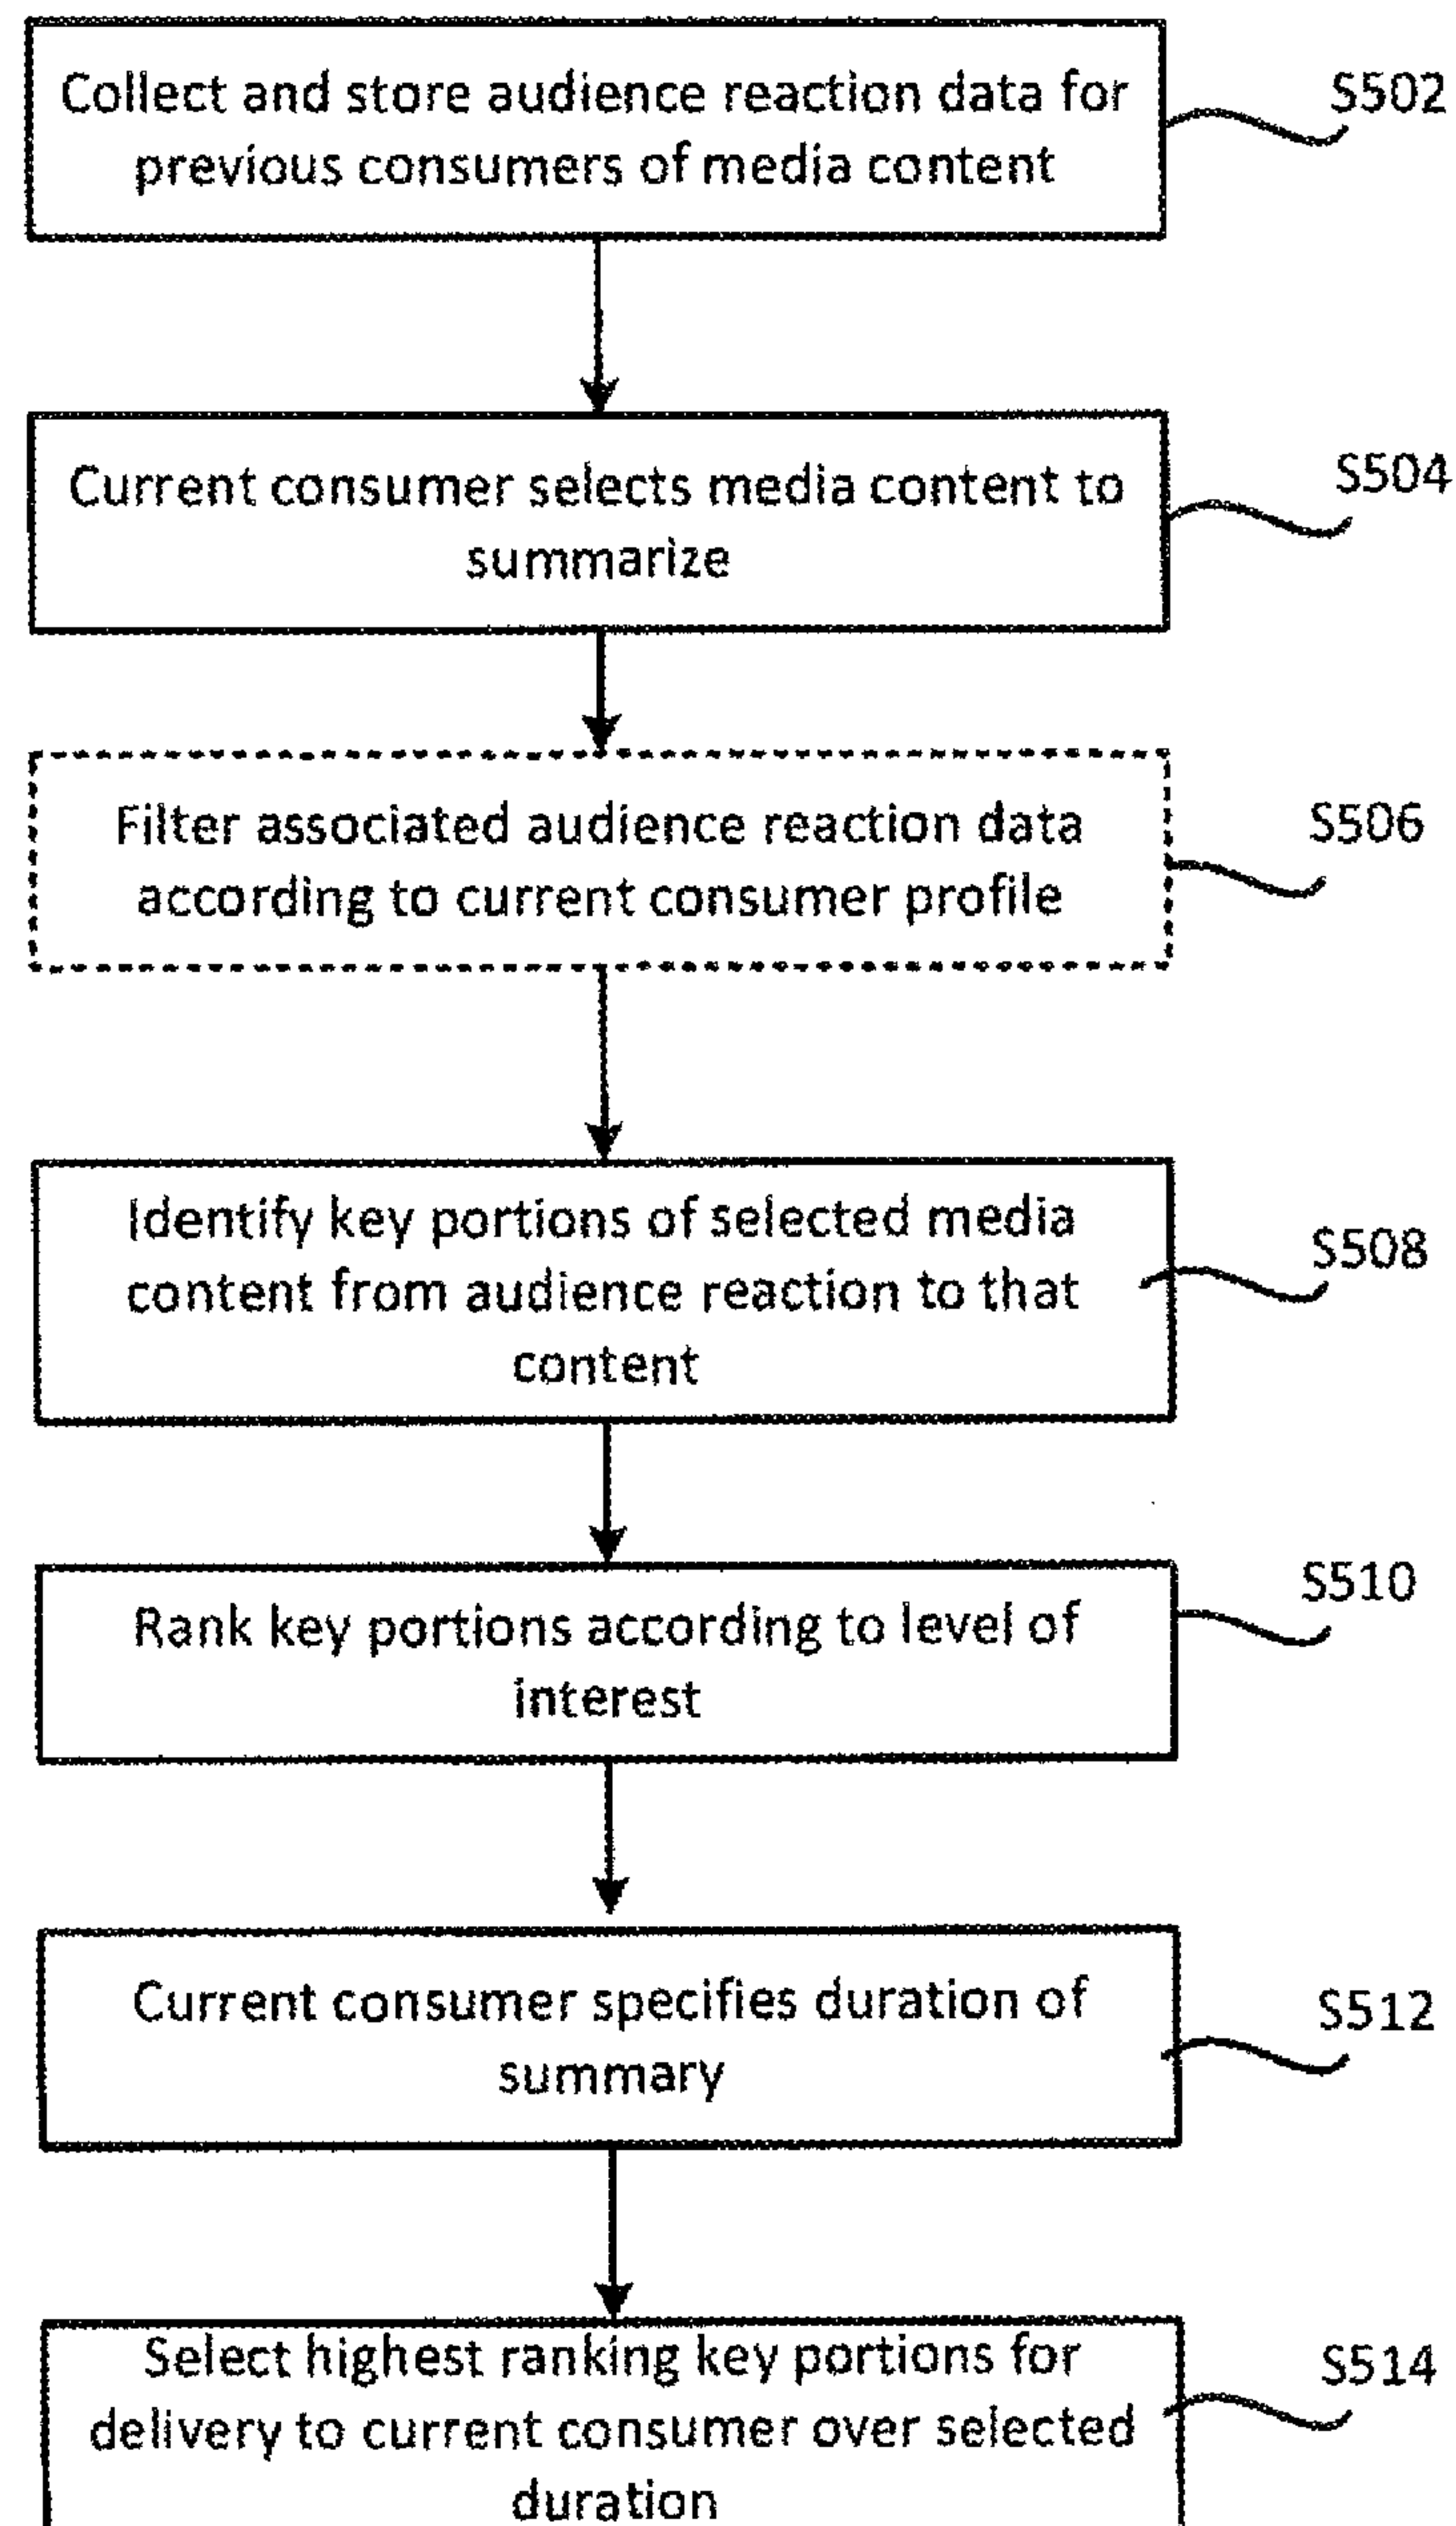 Collect and store audience reaction data for
previous consumers of media content
S502
Current consumer selects media content to
summarize
S504
Filter associated audience reaction data
according to current consumer profile
S506
Identify key portions of selected media
content from audience reaction to that
content
S508
Rank key portions according to level of
interest
S510
Current consumer specifies duration of
summary
S512
Select highest ranking key portions for
delivery to current consumer over selected
duration
S514